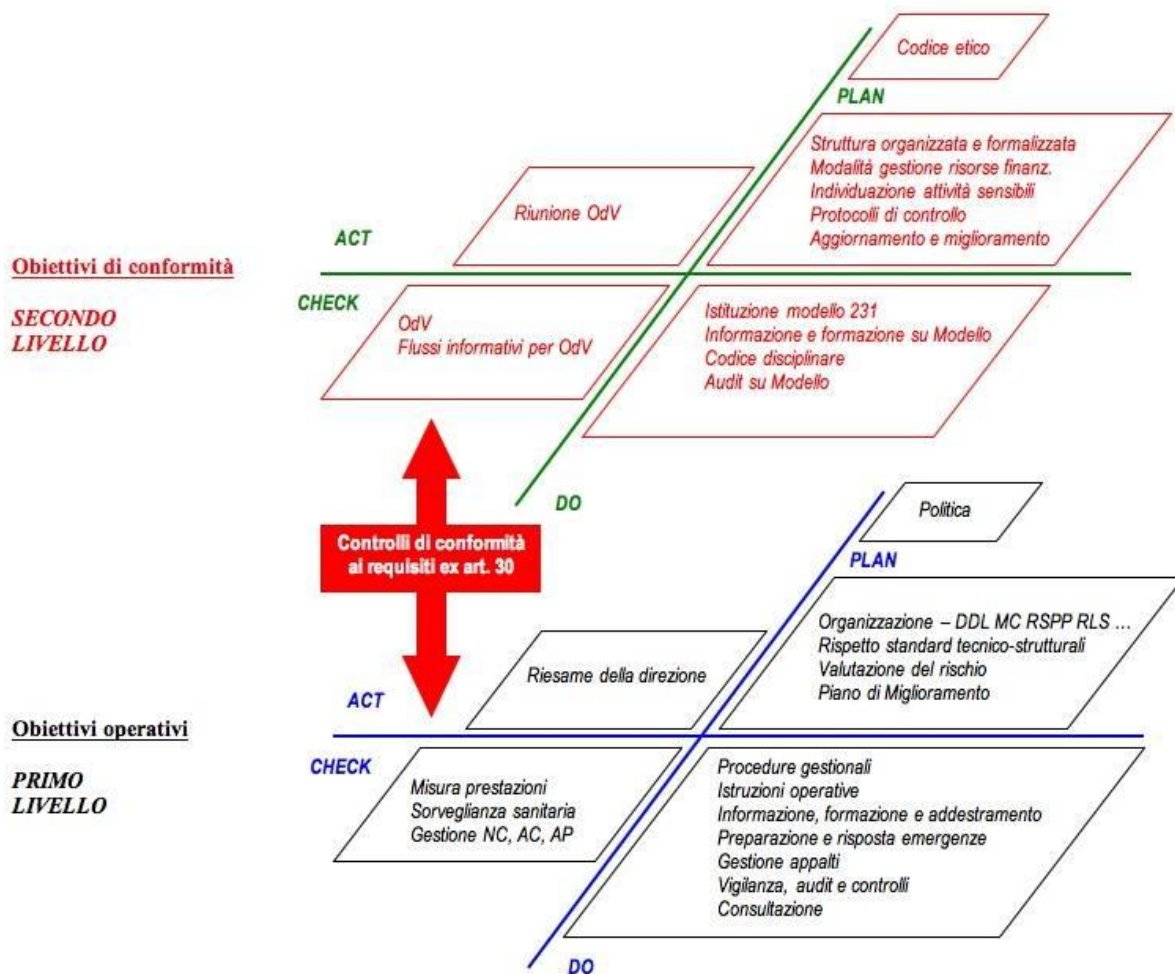 Codice etico
PLAN
Struttura organizzata e formalizzata
Modalità gestione risorse finanz.
Individuazione attività sensibili
Protocolli di controllo
Aggiornamento e miglioramento
Riunione OdV
ACT
Obiettivi di conformità
SECONDO
LIVELLO
CHECK
OdV
Flussi informativi per OdV
Istituzione modello 231
Informazione e formazione su Modello
Codice disciplinare
Audit su Modello
DO
Controlli di conformità
ai requisiti ex art. 30
Politica
PLAN
Organizzazione – DDL MC RSPP RLS …
Rispetto standard tecnico-strutturali
Valutazione del rischio
Piano di Miglioramento
Riesame della direzione
ACT
Obiettivi operativi
PRIMO
LIVELLO
CHECK
Misura prestazioni
Sorveglianza sanitaria
Gestione NC, AC, AP
Procedure gestionali
Istruzioni operative
Informazione, formazione e addestramento
Preparazione e risposta emergenze
Gestione appalti
Vigilanza, audit e controlli
Consultazione
DO